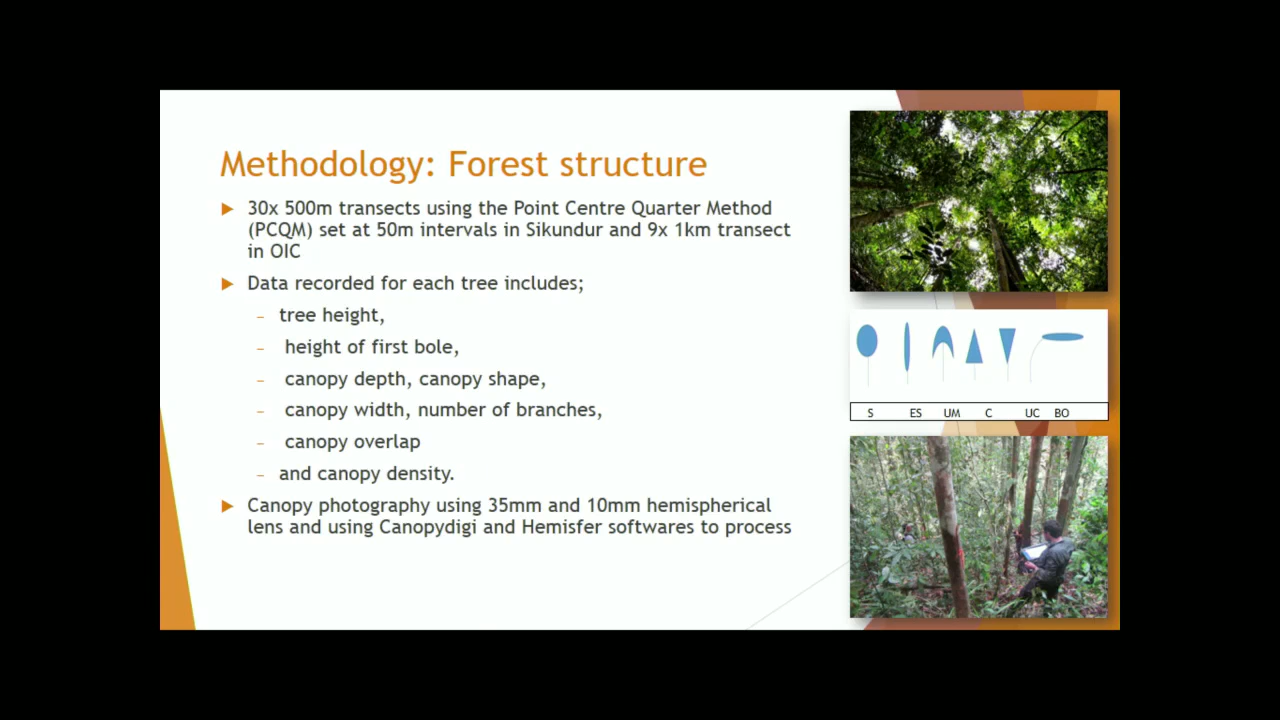 Methodology: Forest structure
30x 500m transects using the Point Centre Quarter Method
(PCQM) set at 50m intervals in Sikundur and 9x 1km transect
in OIC
Data recorded for each tree includes;
– tree height,
– height of first bole,
– canopy depth, canopy shape,
– canopy width, number of branches,
– canopy overlap
– and canopy density.
Canopy photography using 35mm and 10mm hemispherical
lens and using Canopydigi and Hemisfer softwares to process
S ES UM C UC BO